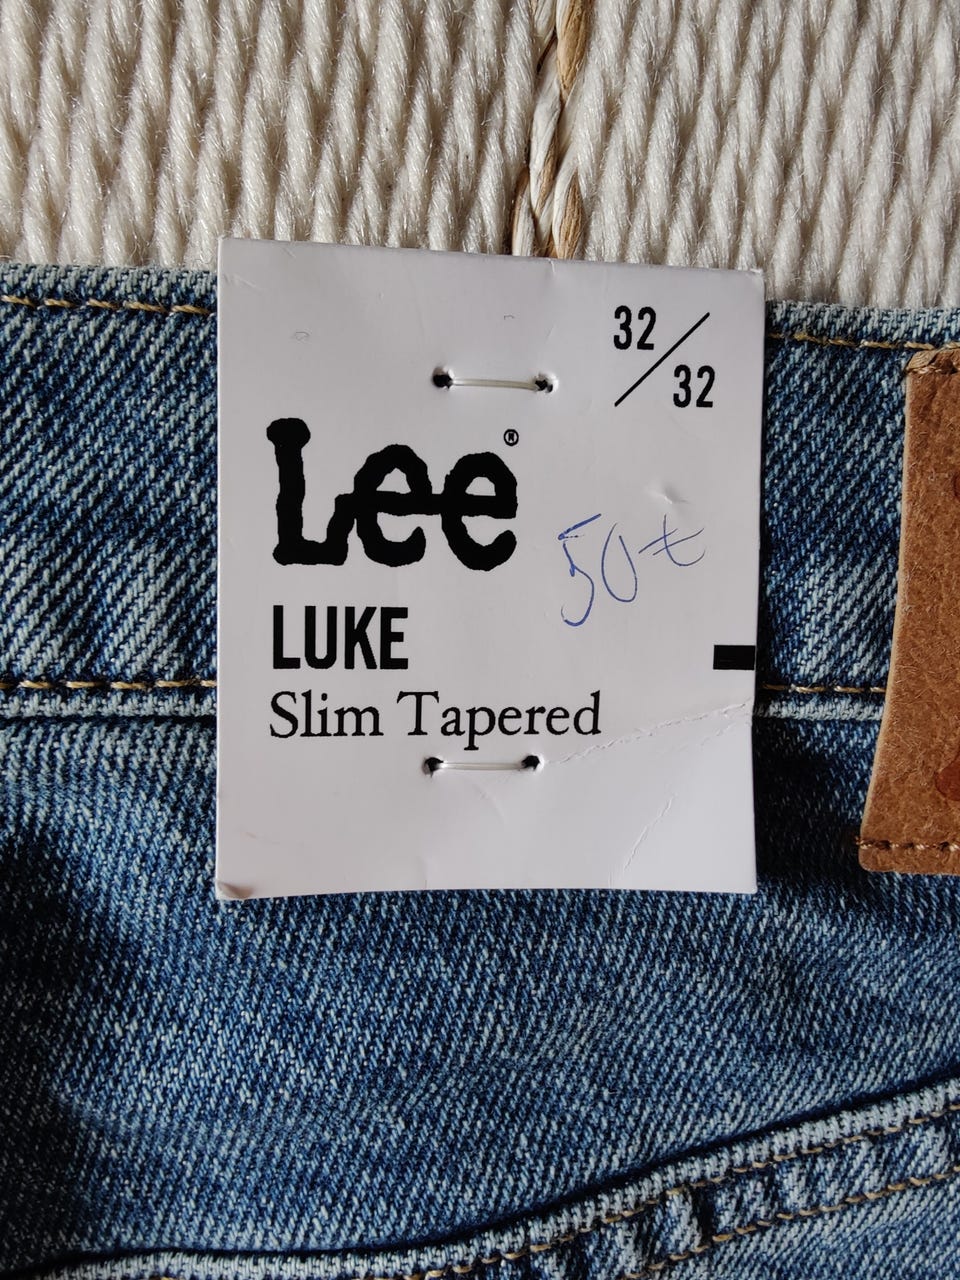 32/32
Lee®
50€
LUKE
Slim Tapered